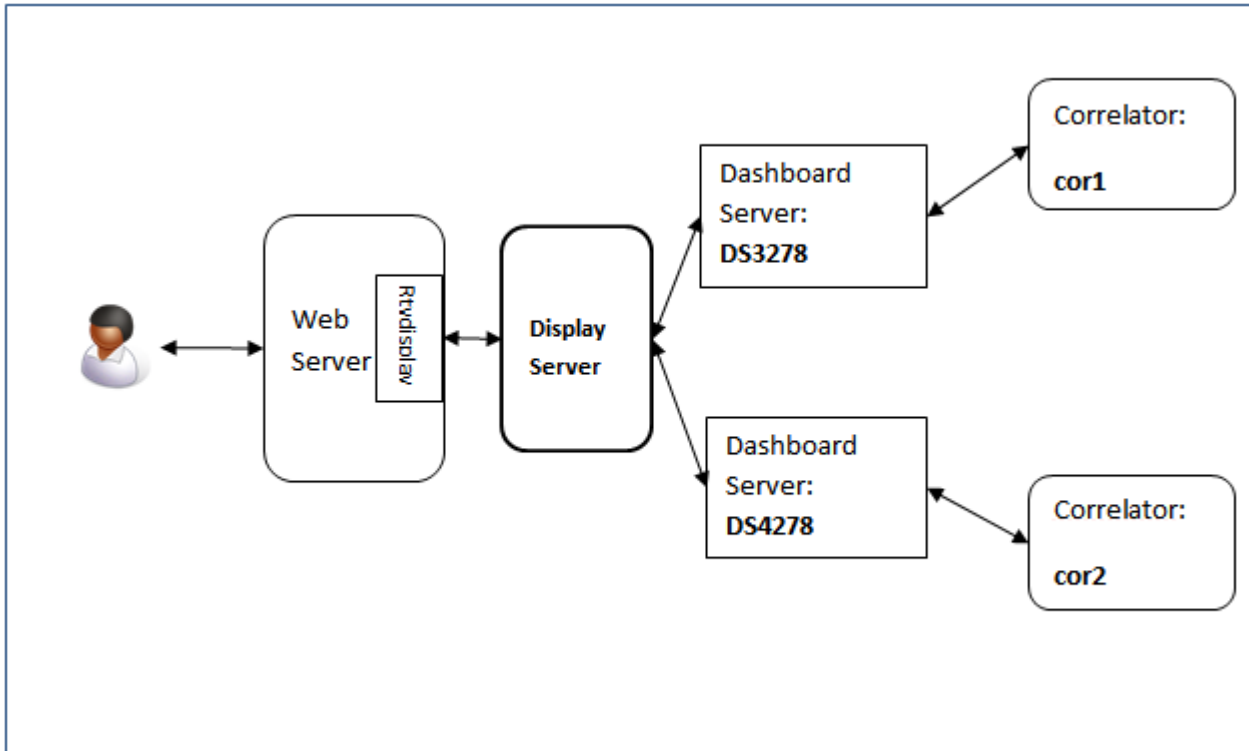 Web
Server
Rtvdisplay
Display
Server
Dashboard
Server:
DS3278
Correlator:
cor1
Dashboard
Server:
DS4278
Correlator:
cor2